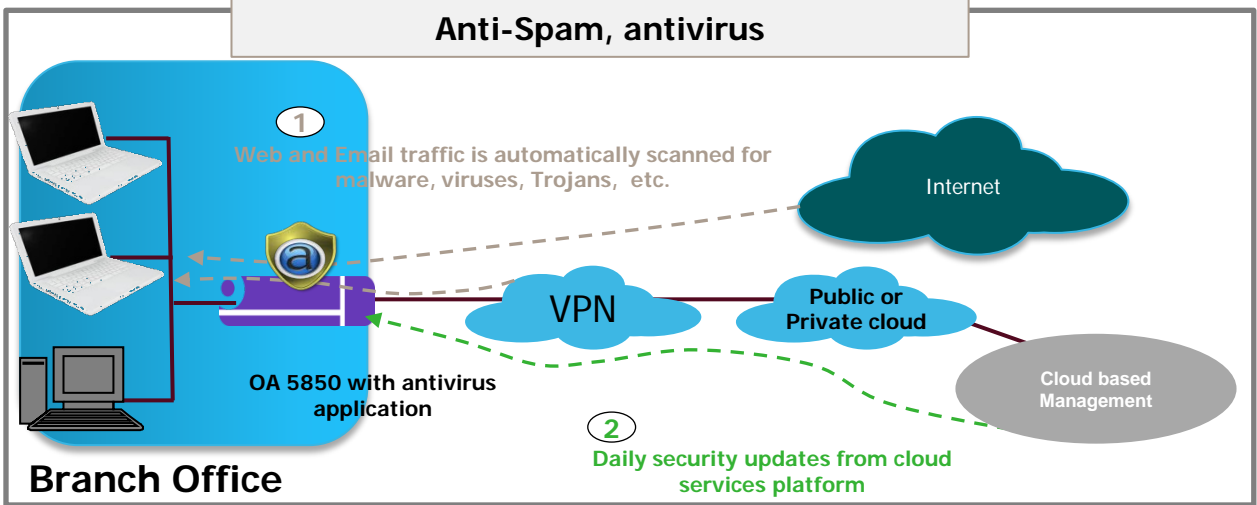 Anti-Spam, antivirus
1
Web and Email traffic is automatically scanned for
malware, viruses, Trojans, etc.
Internet
a
VPN
Public or
Private cloud
OA 5850 with antivirus
application
Cloud based
Management
2
Daily security updates from cloud
services platform
Branch Office